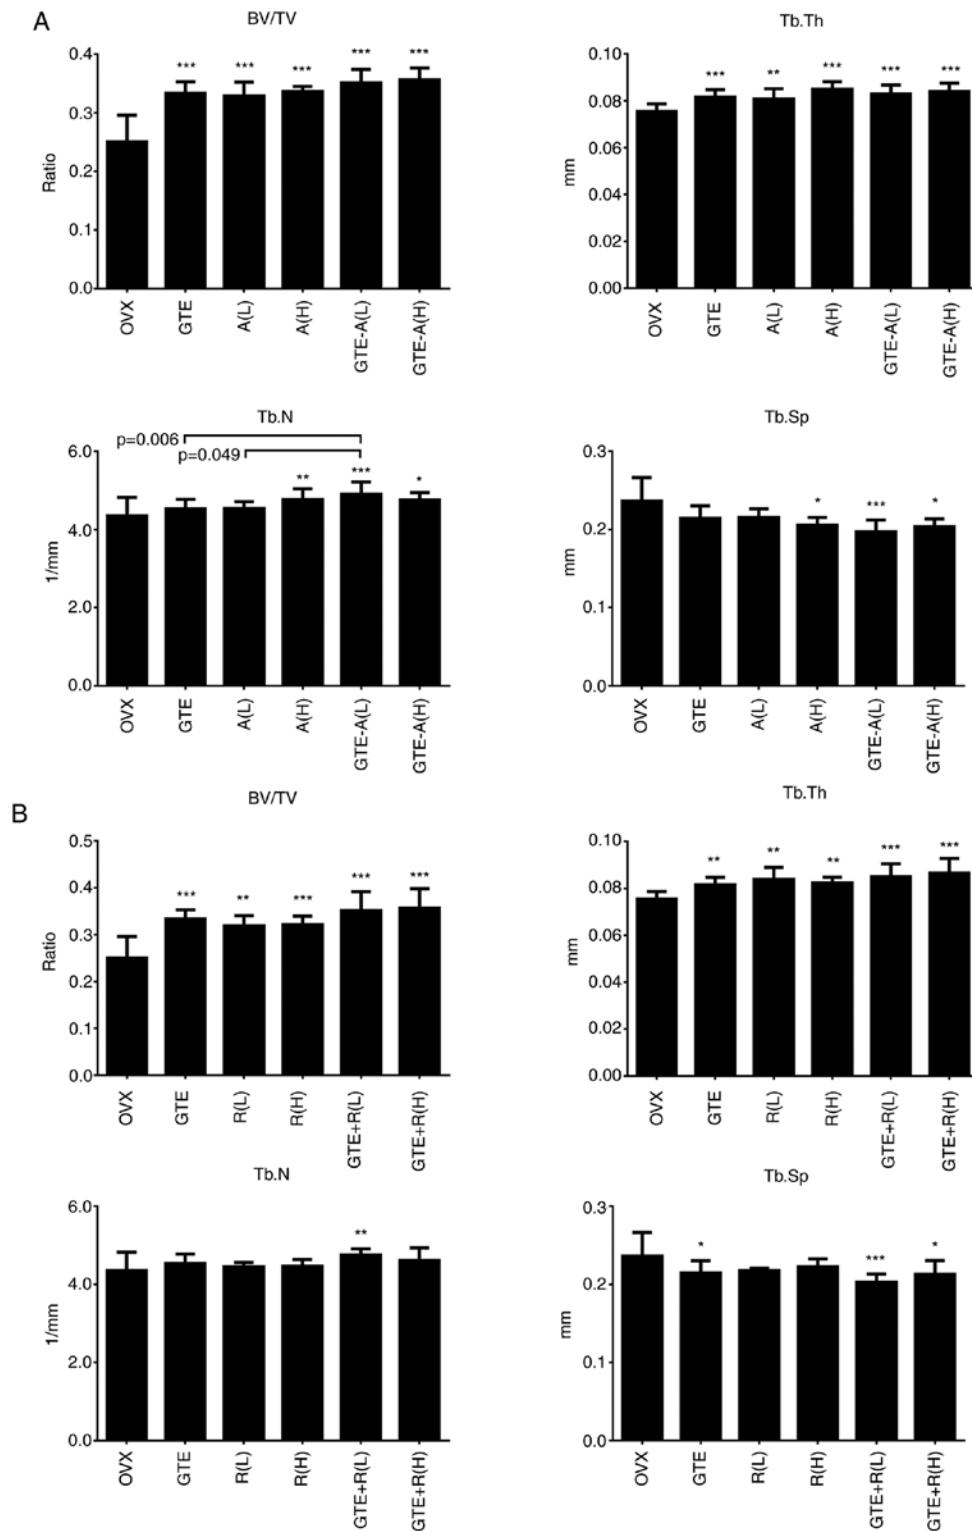 A
BV/TV
0.4
0.3
0.2
0.1
0.0
Ratio
*** *** *** *** ***
OVX GTE A(L) A(H) GTE-A(L) GTE-A(H)
Tb.Th
0.10
0.08
0.06
0.04
0.02
0.00
mm
*** ** *** *** ***
OVX GTE A(L) A(H) GTE-A(L) GTE-A(H)
Tb.N
p=0.006
p=0.049
6.0
4.0
2.0
0.0
1/mm
** *** *
OVX GTE A(L) A(H) GTE-A(L) GTE-A(H)
Tb.Sp
0.3
0.2
0.1
0.0
mm
* *** *
OVX GTE A(L) A(H) GTE-A(L) GTE-A(H)
B
BV/TV
0.5
0.4
0.3
0.2
0.1
0.0
Ratio
*** ** *** *** ***
OVX GTE R(L) R(H) GTE+R(L) GTE+R(H)
Tb.Th
0.10
0.08
0.06
0.04
0.02
0.00
mm
** ** ** *** ***
OVX GTE R(L) R(H) GTE+R(L) GTE+R(H)
Tb.N
6.0
4.0
2.0
0.0
1/mm
**
OVX GTE R(L) R(H) GTE+R(L) GTE+R(H)
Tb.Sp
0.3
0.2
0.1
0.0
mm
* *** *
OVX GTE R(L) R(H) GTE+R(L) GTE+R(H)